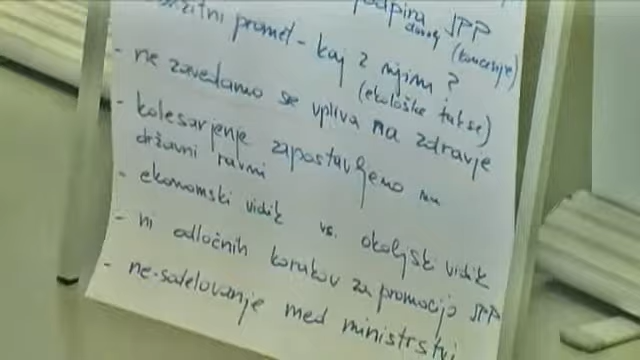 podpira JPP
danes (koncesije)
tranzitni promet - kaj z njim?
(ekološke takse)
- ne zavedamo se vpliva na zdravje
- kolesarjenje zapostavljeno na
državni ravni
- ekonomski vidik vs. okoljski vidik
- ni odločnih korakov za promocijo JPP
- ne-sodelovanje med ministrstvi